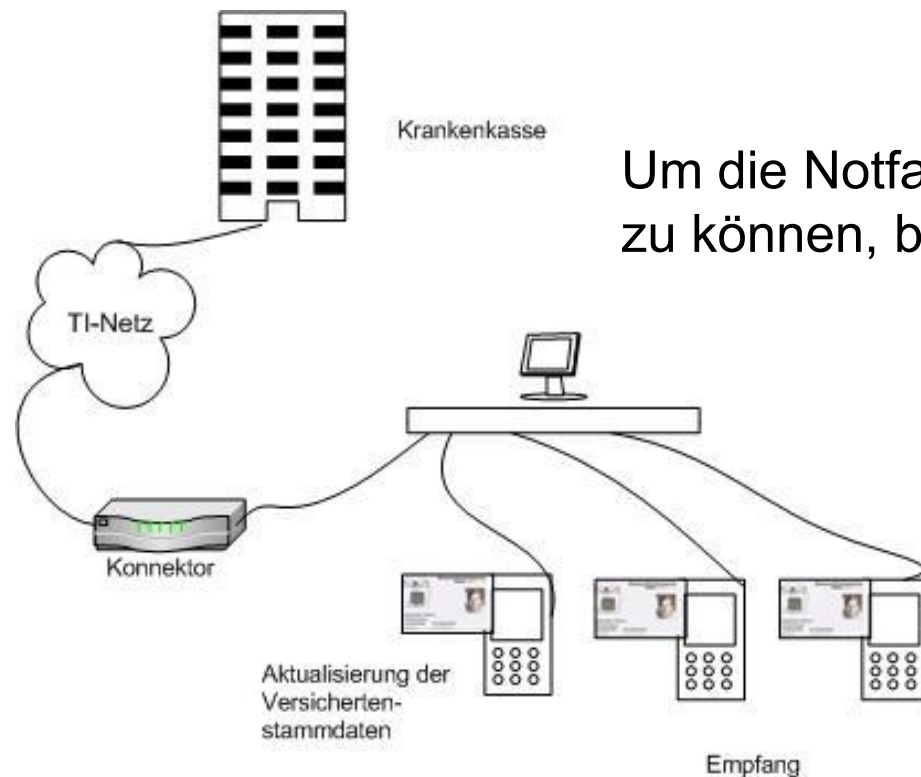 Krankenkasse
Um die Notfa
zu können, b
TI-Netz
Konnektor
Aktualisierung der
Versicherten-
stammdaten
Empfang